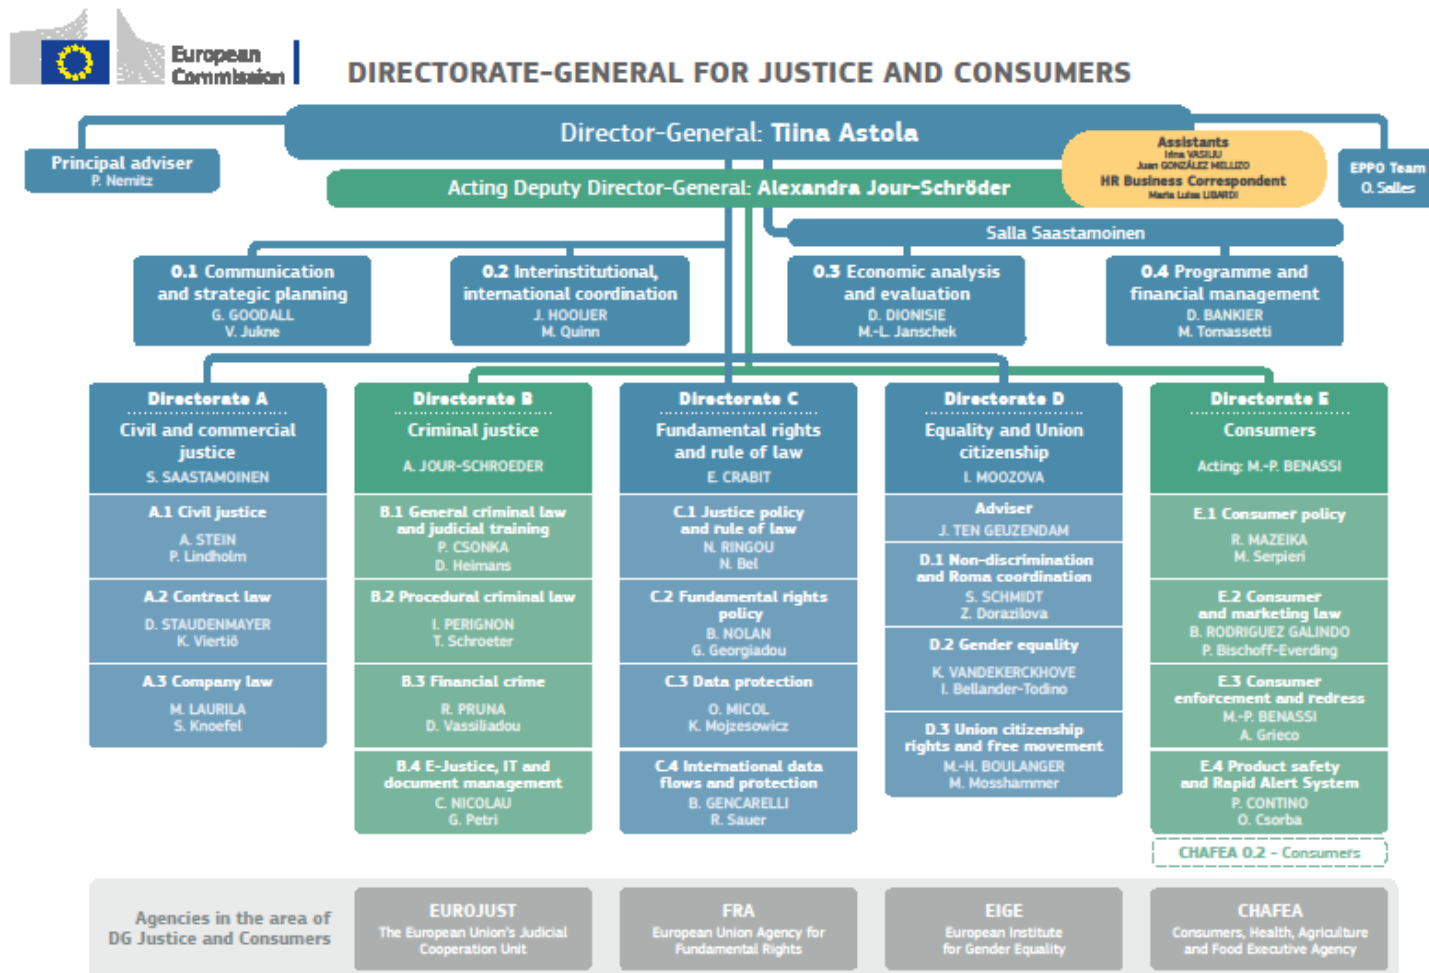 European
Commission
DIRECTORATE-GENERAL FOR JUSTICE AND CONSUMERS
Director-General: Tiina Astola
Principal adviser
P. Nemitz
Assistants
Irina VASILIU
Juan GONZÁLEZ MELLIZO
HR Business Correspondent
Maria Luisa LIBARDI
EPPO Team
O. Salles
Acting Deputy Director-General: Alexandra Jour-Schröder
Salla Saastamoinen
0.1 Communication
and strategic planning
G. GOODALL
V. Jukne
0.2 Interinstitutional,
international coordination
J. HOOIJER
M. Quinn
0.3 Economic analysis
and evaluation
D. DIONISIE
M.-L. Janschek
0.4 Programme and
financial management
D. BANKIER
M. Tomassetti
Directorate A
Civil and commercial
justice
S. SAASTAMOINEN
A.1 Civil justice
A. STEIN
P. Lindholm
A.2 Contract law
D. STAUDENMAYER
K. Viertiö
A.3 Company law
M. LAURILA
S. Knoefel
Directorate B
Criminal justice
A. JOUR-SCHROEDER
B.1 General criminal law
and judicial training
P. CSONKA
D. Heimans
B.2 Procedural criminal law
I. PERIGNON
T. Schroeter
B.3 Financial crime
R. PRUNA
D. Vassiliadou
B.4 E-Justice, IT and
document management
C. NICOLAU
G. Petri
Directorate C
Fundamental rights
and rule of law
E. CRABIT
C.1 Justice policy
and rule of law
N. RINGOU
N. Bel
C.2 Fundamental rights
policy
B. NOLAN
G. Georgiadou
C.3 Data protection
O. MICOL
K. Mojzesowicz
C.4 International data
flows and protection
B. GENCARELLI
R. Sauer
Directorate D
Equality and Union
citizenship
I. MOOZOVA
Adviser
J. TEN GEUZENDAM
D.1 Non-discrimination
and Roma coordination
S. SCHMIDT
Z. Dorazilova
D.2 Gender equality
K. VANDEKERCKHOVE
I. Bellander-Todino
D.3 Union citizenship
rights and free movement
M.-H. BOULANGER
M. Mosshammer
Directorate E
Consumers
Acting: M.-P. BENASSI
E.1 Consumer policy
R. MAZEIKA
M. Serpieri
E.2 Consumer
and marketing law
B. RODRIGUEZ GALINDO
P. Bischoff-Everding
E.3 Consumer
enforcement and redress
M.-P. BENASSI
A. Grieco
E.4 Product safety
and Rapid Alert System
P. CONTINO
O. Csorba
CHAFEA 0.2 - Consumers
Agencies in the area of
DG Justice and Consumers
EUROJUST
The European Union's Judicial
Cooperation Unit
FRA
European Union Agency for
Fundamental Rights
EIGE
European Institute
for Gender Equality
CHAFEA
Consumers, Health, Agriculture
and Food Executive Agency